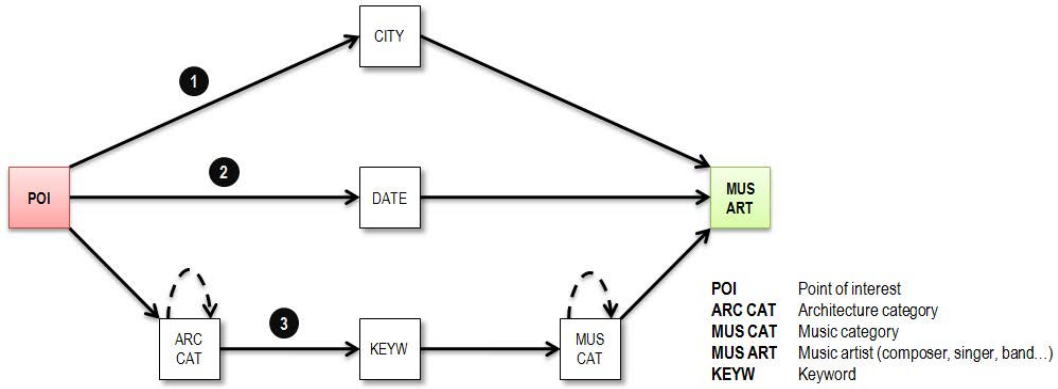 CITY
1
2
POI
DATE
MUS
ART
3
ARC
CAT
KEYW
MUS
CAT
POI Point of interest
ARC CAT Architecture category
MUS CAT Music category
MUS ART Music artist (composer, singer, band…)
KEYW Keyword